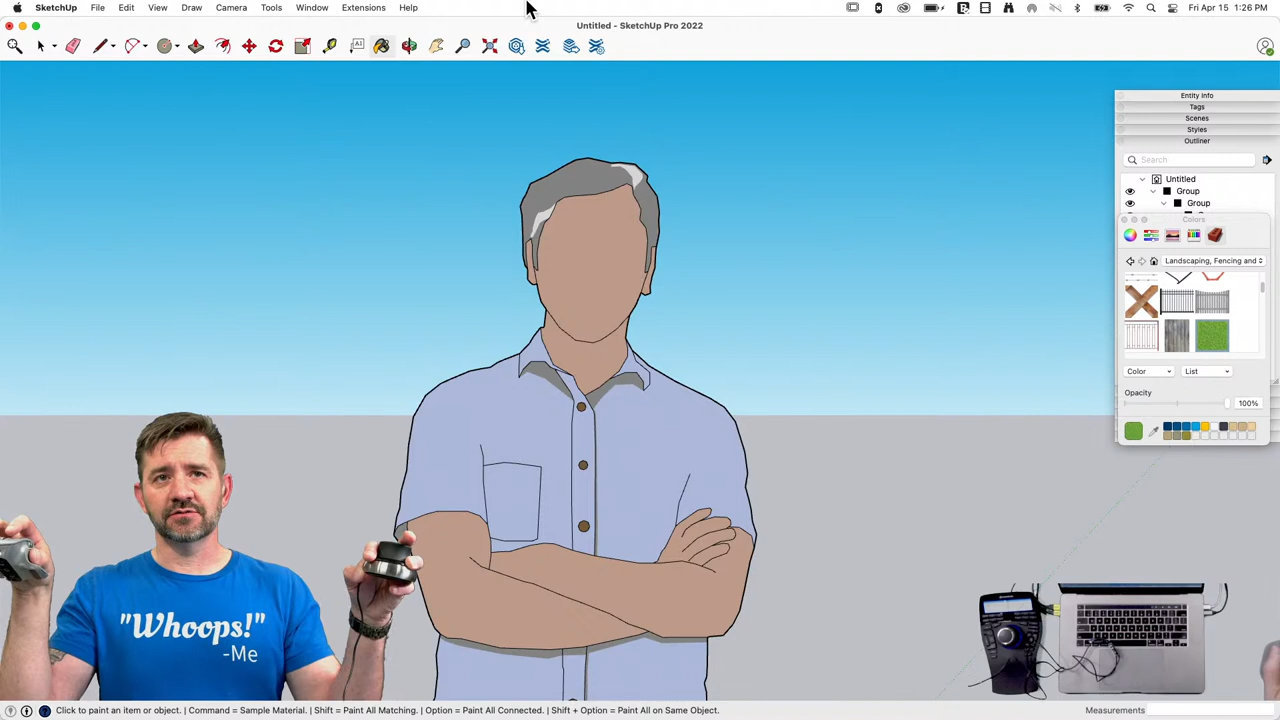 SketchUp File Edit View Draw Camera Tools Window Extensions Help Fri Apr 15 1:26 PM
Untitled - SketchUp Pro 2022
Entity Info
Tags
Scenes
Styles
Outliner
Search
Untitled
Group
Group
Colors
Landscaping, Fencing and
Color List
Opacity
100%
"Whoops!"
-Me
Click to paint an item or object. | Command = Sample Material. | Shift = Paint All Matching. | Option = Paint All Connected. | Shift + Option = Paint All on Same Object. Measurements